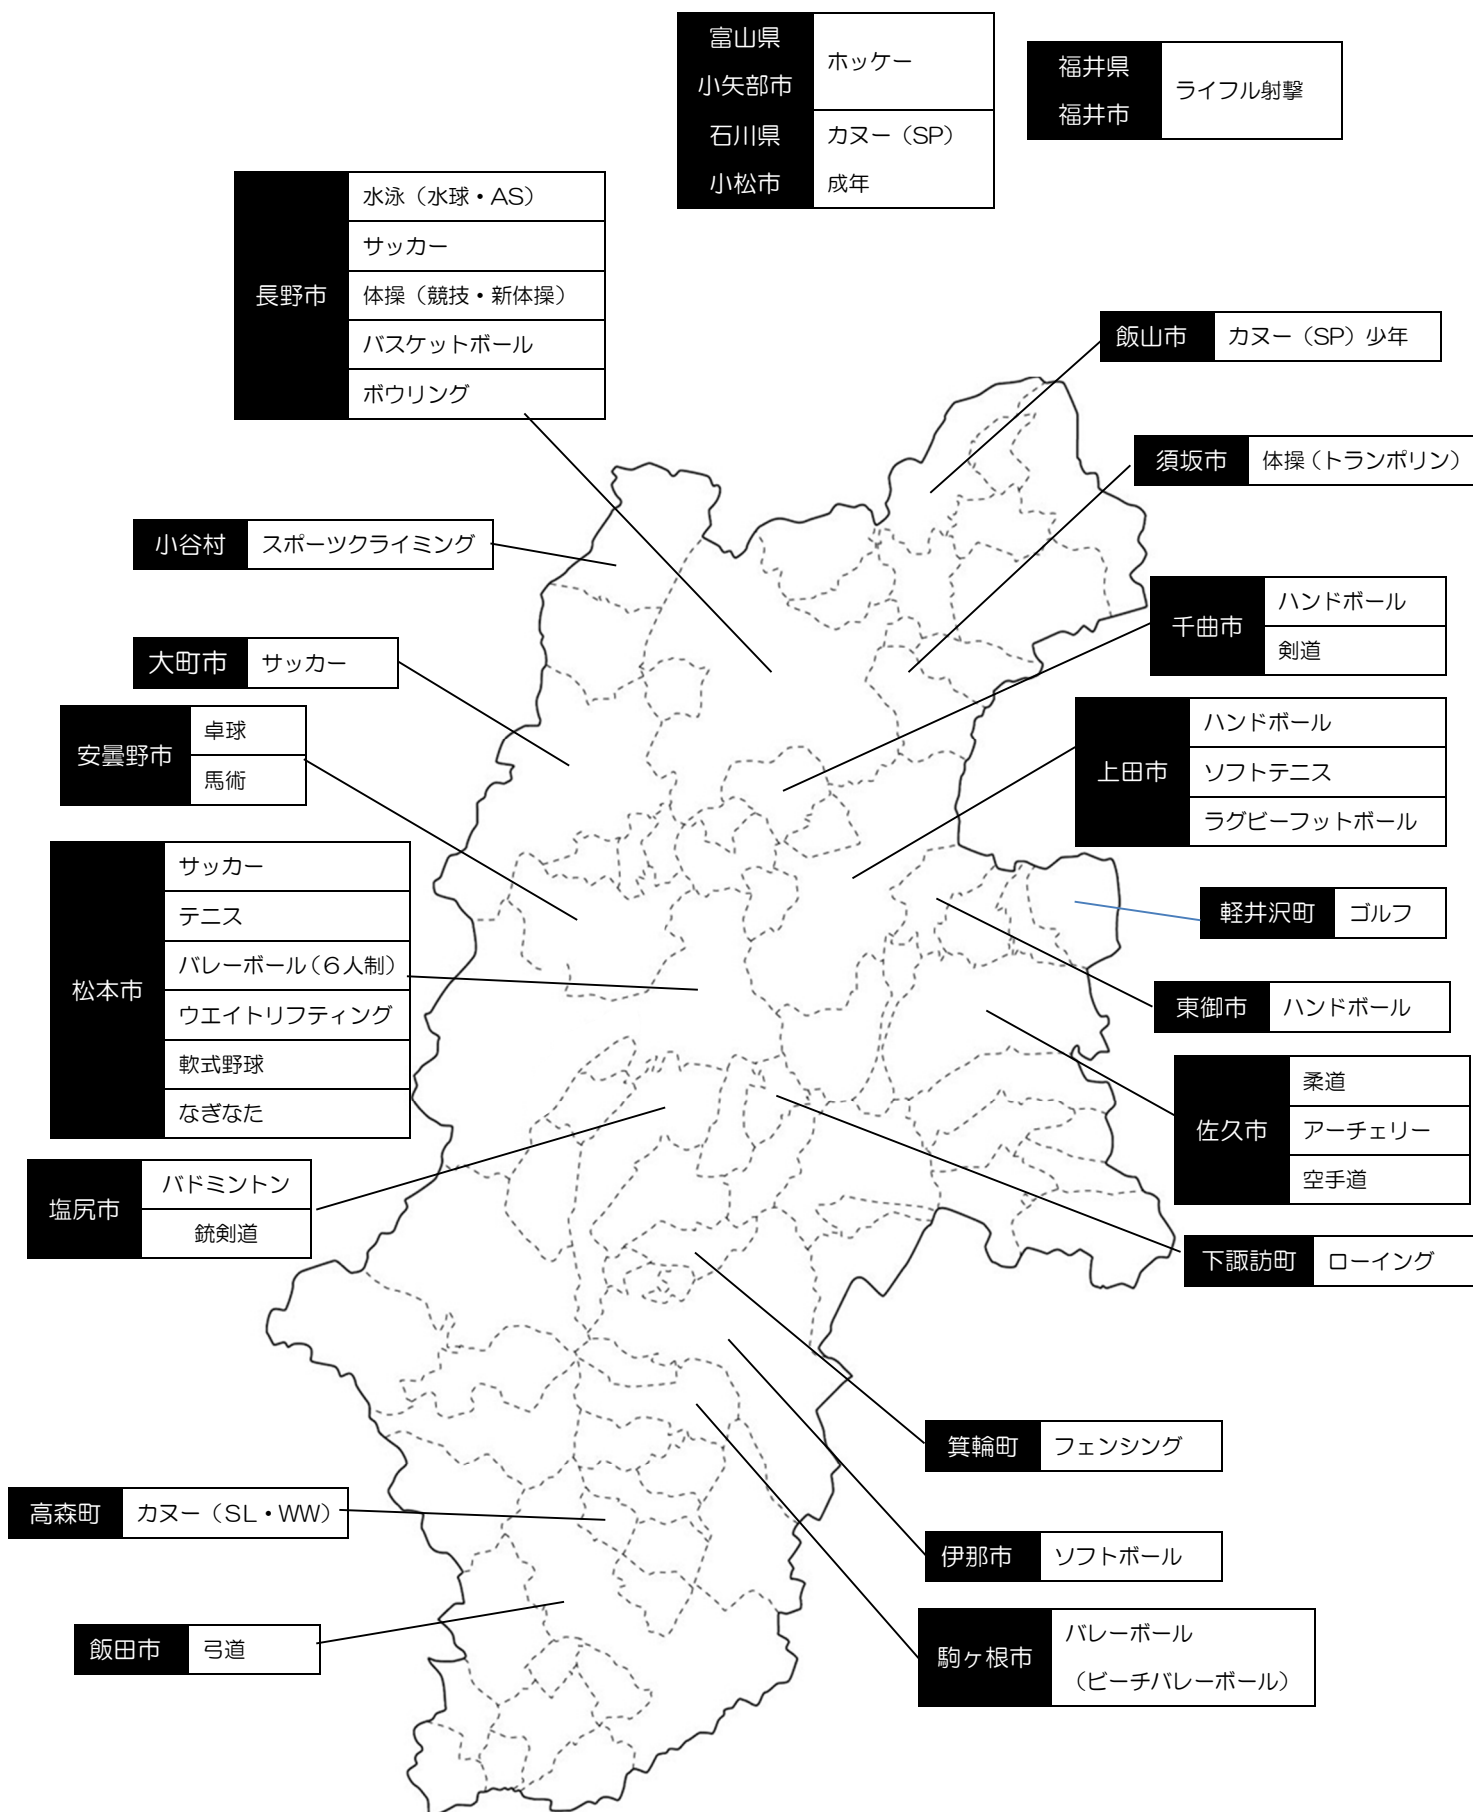 富山県
小矢部市
ホッケー
石川県
小松市
カヌー（SP）
成年
福井県
福井市
ライフル射撃
長野市
水泳（水球・AS）
サッカー
体操（競技・新体操）
バスケットボール
ボウリング
飯山市
カヌー（SP）少年
須坂市
体操（トランポリン）
小谷村
スポーツクライミング
千曲市
ハンドボール
剣道
大町市
サッカー
安曇野市
卓球
馬術
上田市
ハンドボール
ソフトテニス
ラグビーフットボール
松本市
サッカー
テニス
バレーボール（６人制）
ウエイトリフティング
軟式野球
なぎなた
軽井沢町
ゴルフ
東御市
ハンドボール
佐久市
柔道
アーチェリー
空手道
塩尻市
バドミントン
銃剣道
下諏訪町
ローイング
箕輪町
フェンシング
高森町
カヌー（SL・WW）
伊那市
ソフトボール
飯田市
弓道
駒ヶ根市
バレーボール
（ビーチバレーボール）